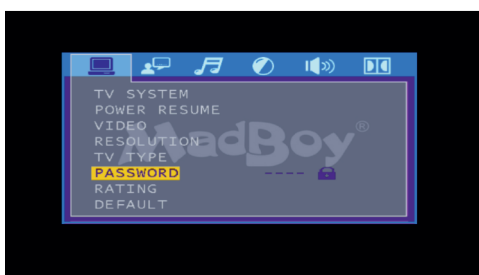 TV SYSTEM
POWER RESUME
VIDEO
RESOLUTION
TV TYPE
PASSWORD ----
RATING
DEFAULT
MadBoy®